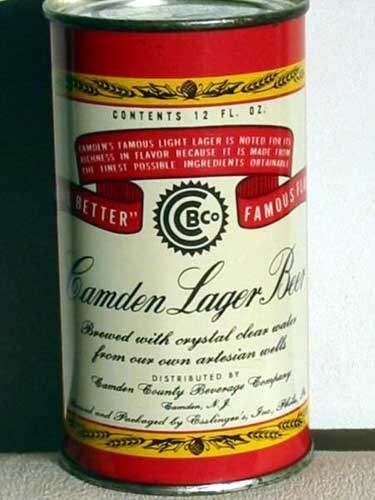 CONTENTS 12 FL. OZ.
CAMDEN'S FAMOUS LIGHT LAGER IS NOTED FOR ITS
RICHNESS IN FLAVOR BECAUSE IT IS MADE FROM
THE FINEST POSSIBLE INGREDIENTS OBTAINABLE
BETTER" FAMOUS
CCBCo
Camden Lager Beer
Brewed with crystal clear water
from our own artesian wells
DISTRIBUTED BY
Camden County Beverage Company
Camden, N. J.
and Packaged by Esslinger's, Inc., Phila.